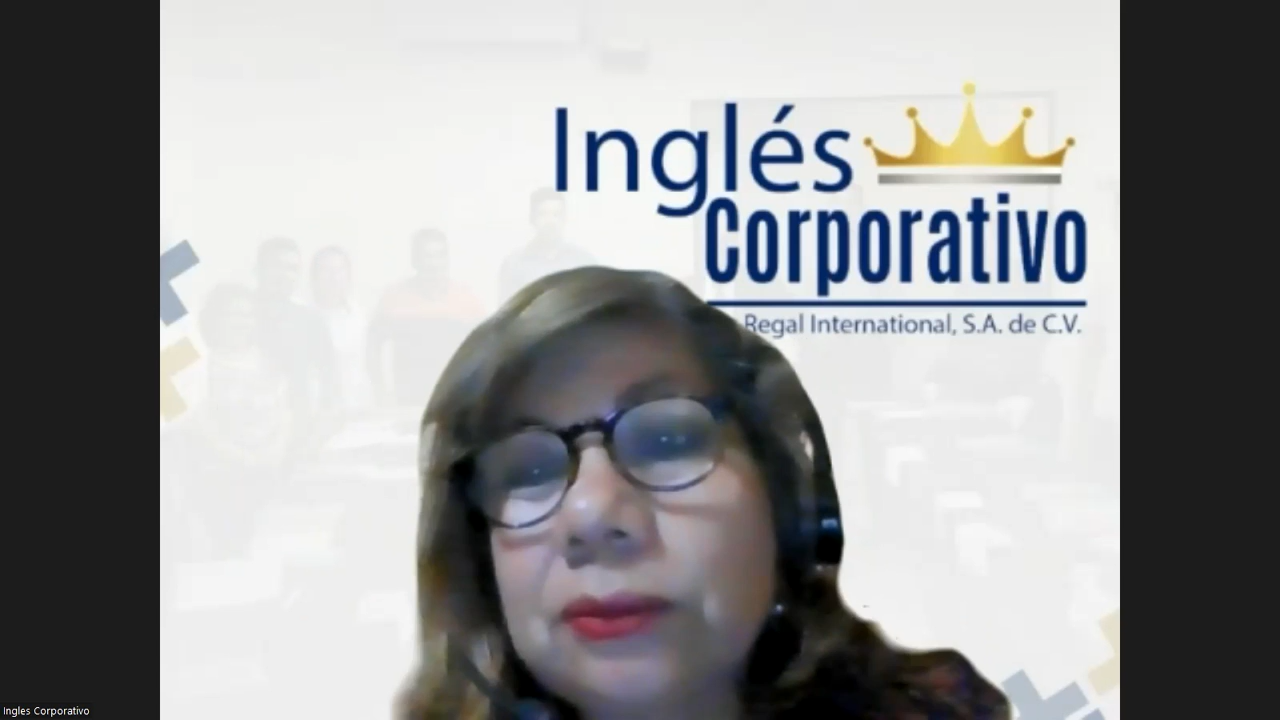 Inglés
Corporativo
Regal International, S.A. de C.V.
Ingles Corporativo